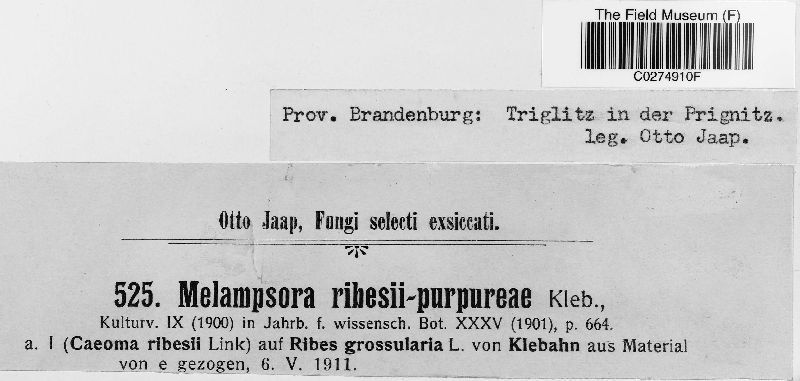 The Field Museum (F)
C0274910F
Prov. Brandenburg: Triglitz in der Prignitz.
leg. Otto Jaap.
Otto Jaap, Fungi selecti exsiccati.
525. Melampsora ribesii-purpureae Kleb.,
Kulturv. IX (1900) in Jahrb. f. wissensch. Bot. XXXV (1901), p. 664.
a. I (Caeoma ribesii Link) auf Ribes grossularia L. von Klebahn aus Material
von e gezogen, 6. V. 1911.